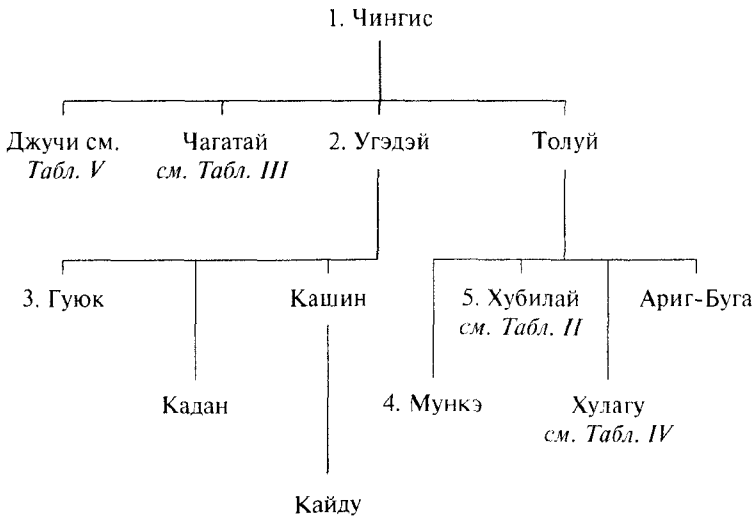 1. Чингис
Джучи см.
Табл. V
Чагатай
см. Табл. III
2. Угэдэй
Толуй
3. Гуюк
Кашин
5. Хубилай
см. Табл. II
Ариг-Буга
Кадан
4. Мункэ
Хулагу
см. Табл. IV
Кайду